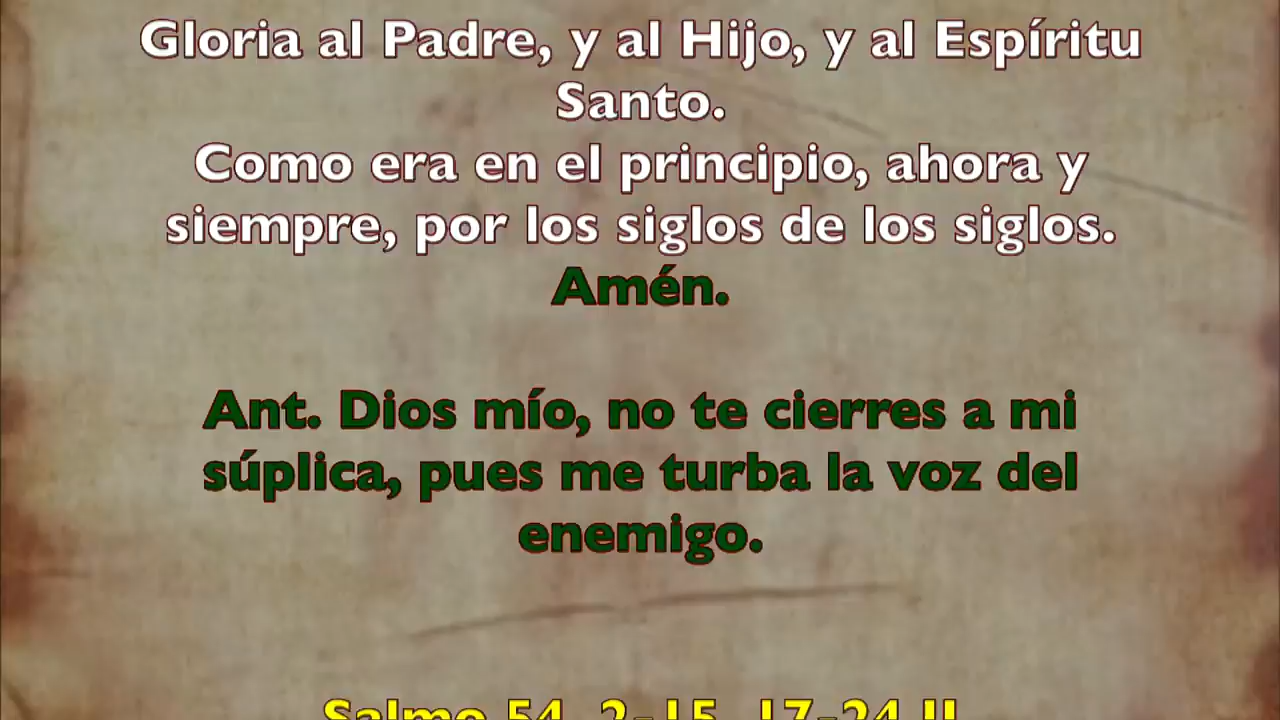 Gloria al Padre, y al Hijo, y al Espíritu
Santo.
Como era en el principio, ahora y
siempre, por los siglos de los siglos.
Amén.
Ant. Dios mío, no te cierres a mi
súplica, pues me turba la voz del
enemigo.
Salmo 54, 2-15. 17-24 II